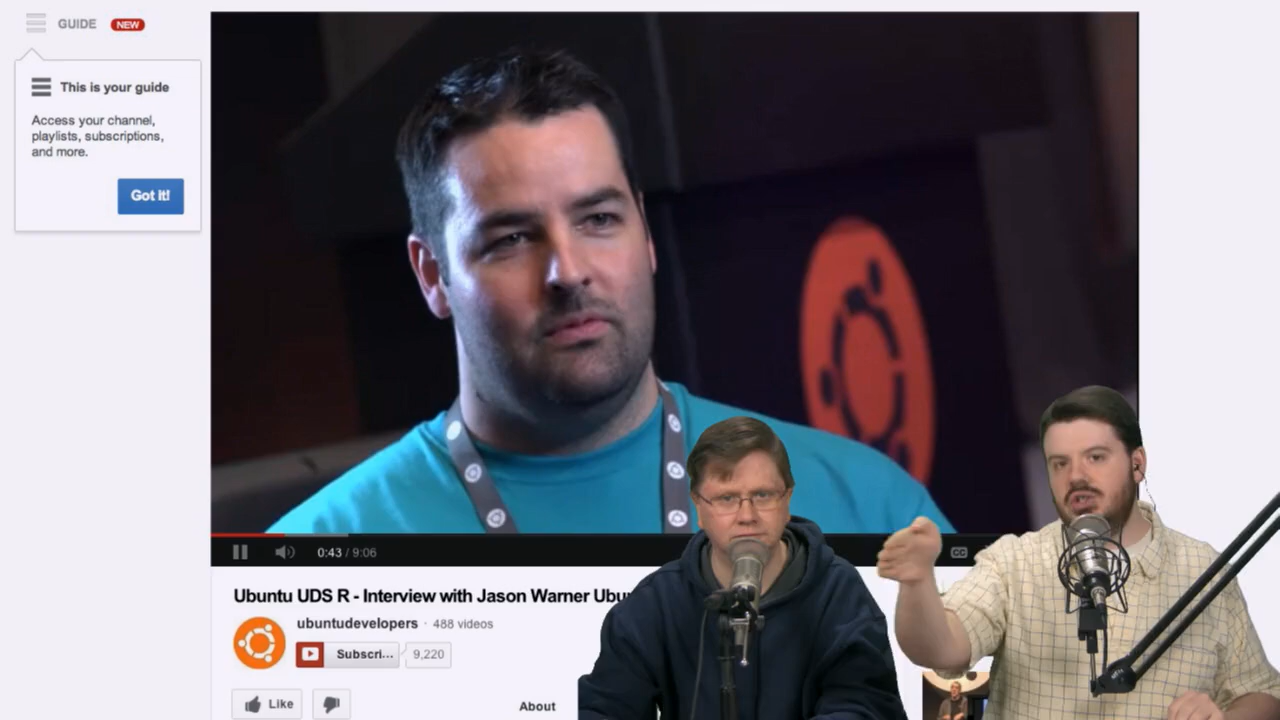 GUIDE NEW
This is your guide
Access your channel,
playlists, subscriptions,
and more.
Got It!
0:43 / 9:06
CC
Ubuntu UDS R - Interview with Jason Warner
ubuntudevelopers · 488 videos
Subscri... 9,220
Like
About